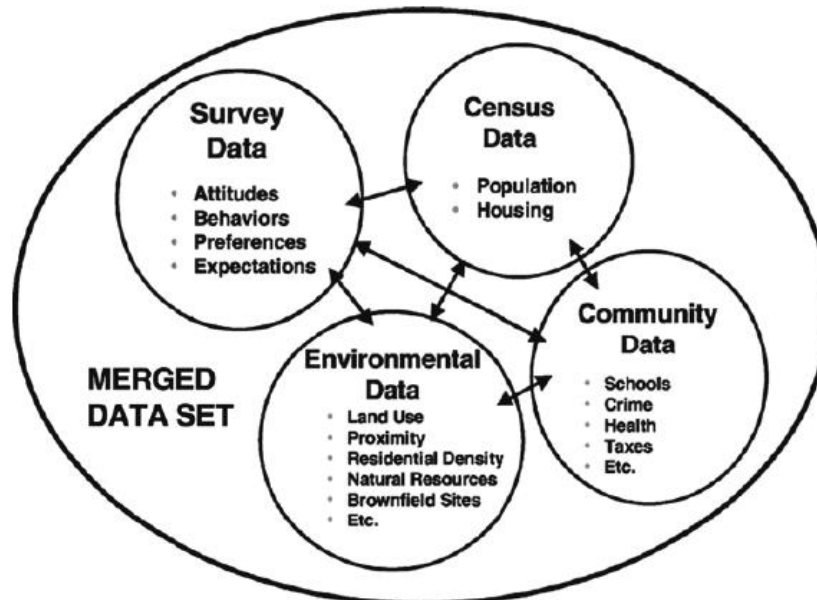 Survey
Data
• Attitudes
• Behaviors
• Preferences
• Expectations
Census
Data
• Population
• Housing
MERGED
DATA SET
Environmental
Data
• Land Use
• Proximity
• Residential Density
• Natural Resources
• Brownfield Sites
• Etc.
Community
Data
• Schools
• Crime
• Health
• Taxes
• Etc.